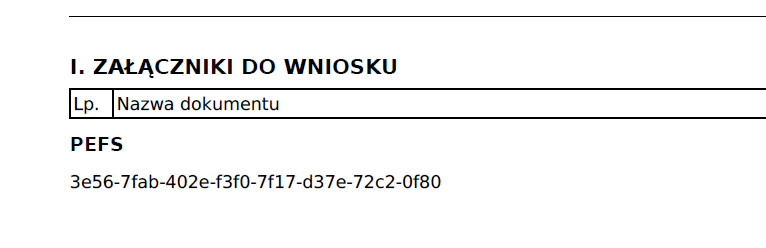 I. ZAŁĄCZNIKI DO WNIOSKU
Lp. Nazwa dokumentu
PEFS
3e56-7fab-402e-f3f0-7f17-d37e-72c2-0f80